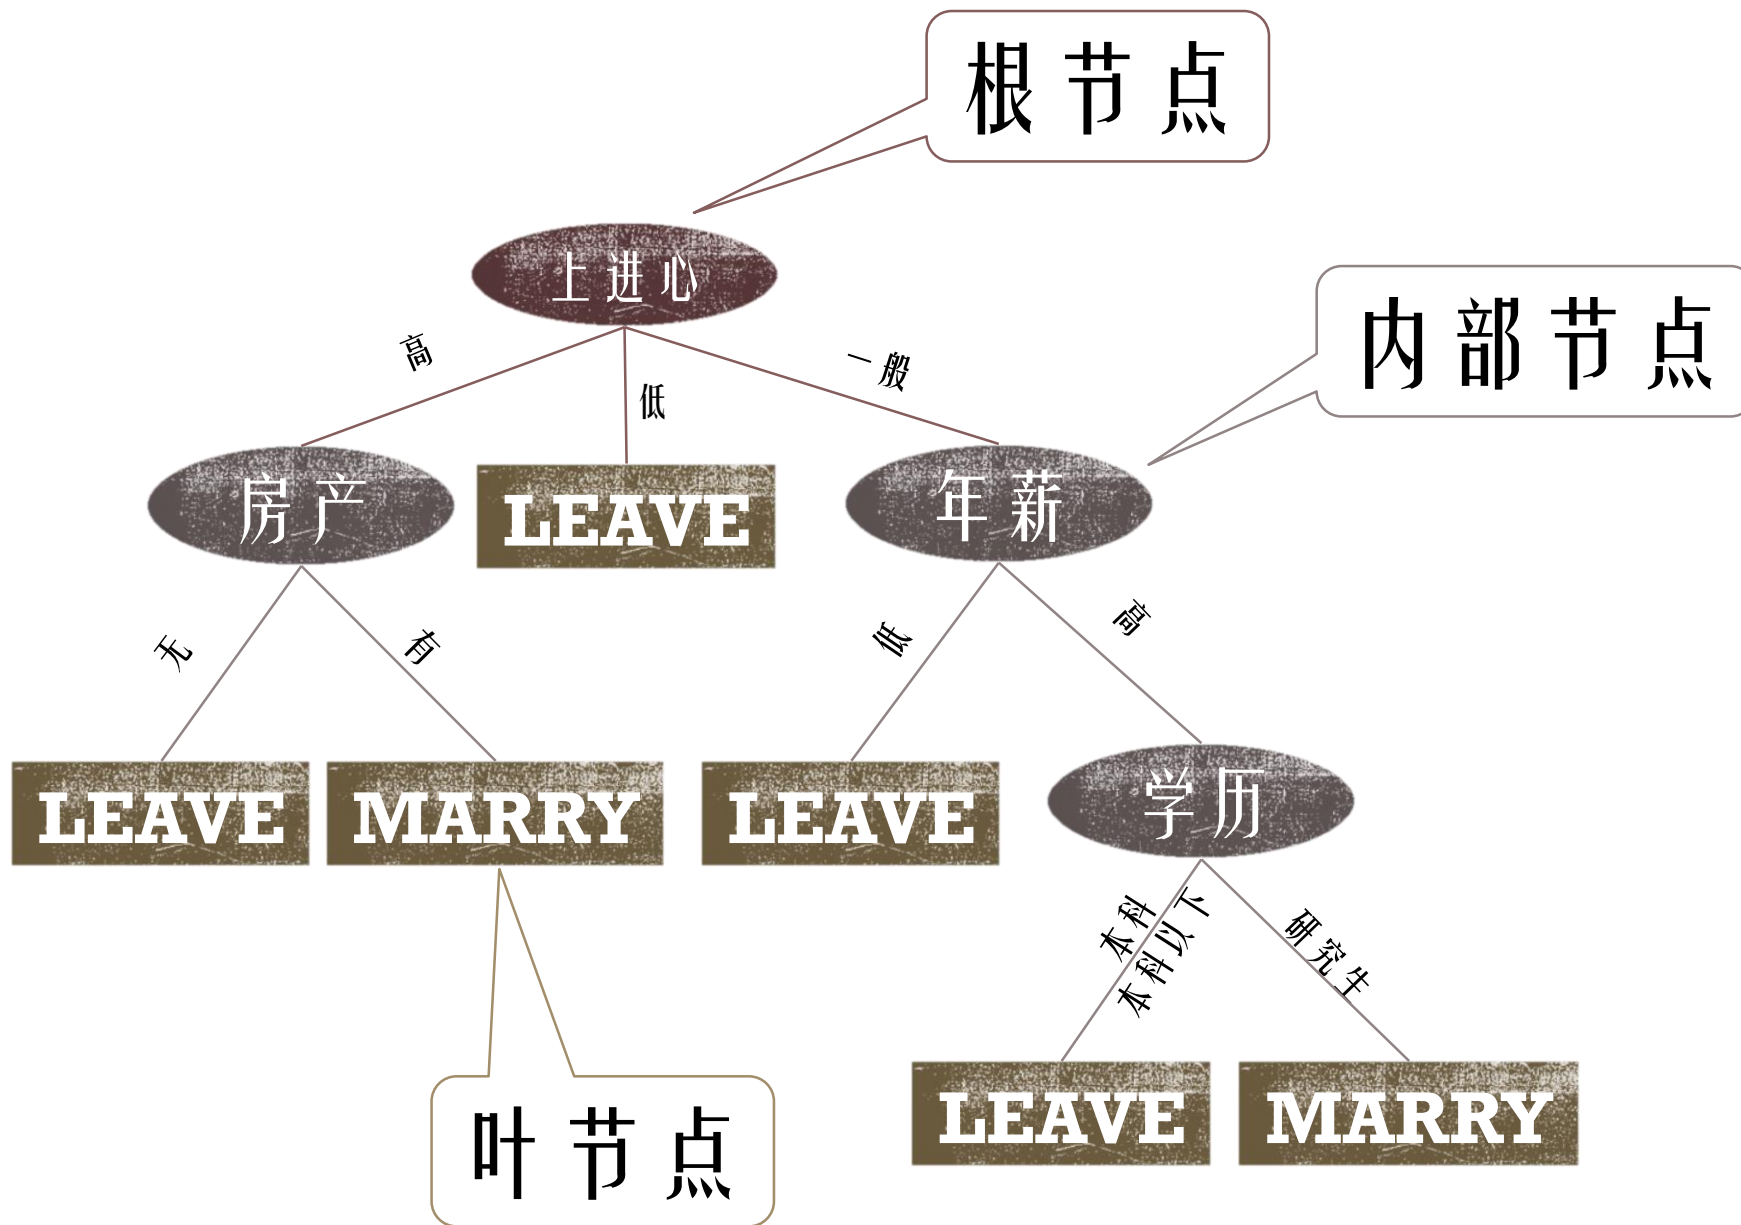 根节点
上进心
内部节点
高
低
一般
房产
LEAVE
年薪
无
有
低
高
LEAVE
MARRY
LEAVE
学历
本科
本科以下
研究生
LEAVE
MARRY
叶节点